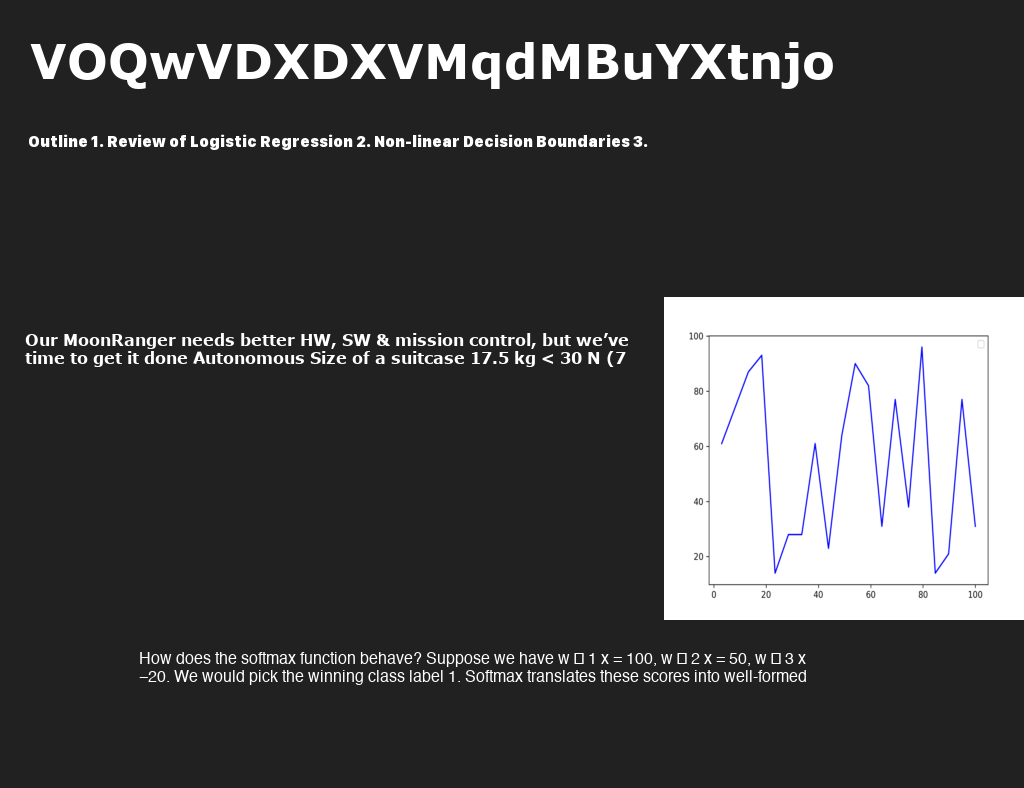 VOQwVDXDXVMqdMBuYXtnjo
Outline 1. Review of Logistic Regression 2. Non-linear Decision Boundaries 3.
Our MoonRanger needs better HW, SW & mission control, but we’ve
time to get it done Autonomous Size of a suitcase 17.5 kg < 30 N (7
100
80
60
40
20
0 20 40 60 80 100
How does the softmax function behave? Suppose we have w □ 1 x = 100, w □ 2 x = 50, w □ 3 x
−20. We would pick the winning class label 1. Softmax translates these scores into well-formed